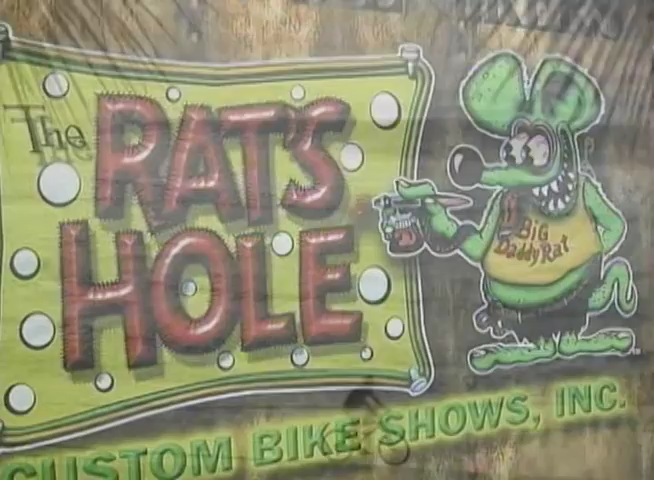 The
RAT'S
HOLE
Big
Daddy Rat
CUSTOM BIKE SHOWS, INC.